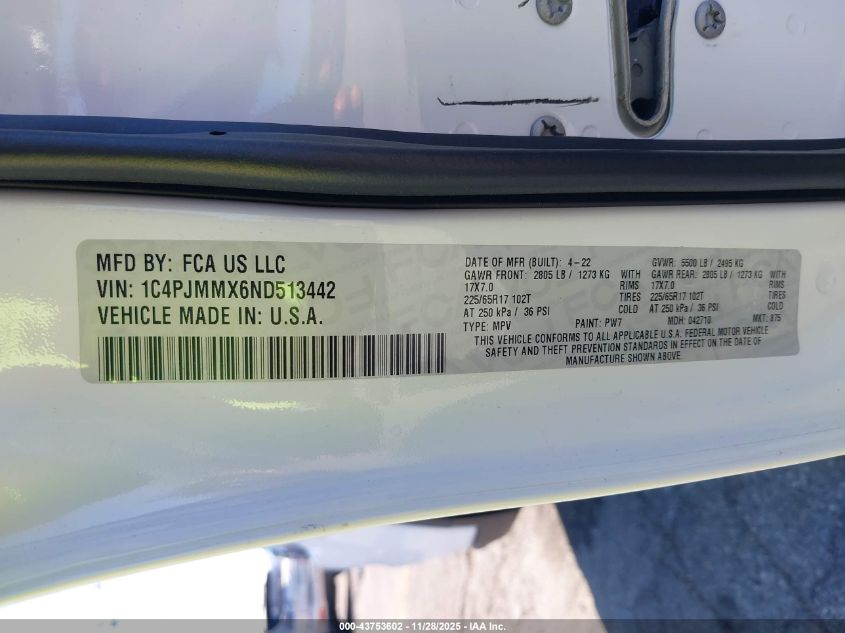 MFD BY: FCA US LLC
VIN: 1C4PJMMX6ND513442
VEHICLE MADE IN: U.S.A.
DATE OF MFR (BUILT): 4-22 GVWR: 5500 LB / 2495 KG
GAWR FRONT: 2805 LB / 1273 KG WITH GAWR REAR: 2805 LB / 1273 KG WITH
17X7.0 RIMS 17X7.0 RIMS
225/65R17 102T TIRES 225/65R17 102T TIRES
AT 250 kPa / 36 PSI COLD AT 250 kPa / 36 PSI COLD
TYPE: MPV PAINT: PW7 MDH: 042710 MKT: 875
THIS VEHICLE CONFORMS TO ALL APPLICABLE U.S.A. FEDERAL MOTOR VEHICLE
SAFETY AND THEFT PREVENTION STANDARDS IN EFFECT ON THE DATE OF
MANUFACTURE SHOWN ABOVE.
000-43753602 - 11/28/2025 - IAA Inc.